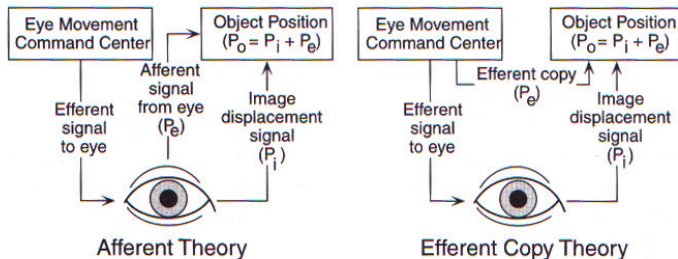 Eye Movement
Command Center
Object Position
(Po = Pi + Pe)
Afferent
signal
from eye
(Pe)
Efferent
signal
to eye
Image
displacement
signal
(Pi)
Afferent Theory
Eye Movement
Command Center
Object Position
(Po = Pi + Pe)
Efferent copy
(Pe)
Efferent
signal
to eye
Image
displacement
signal
(Pi)
Efferent Copy Theory